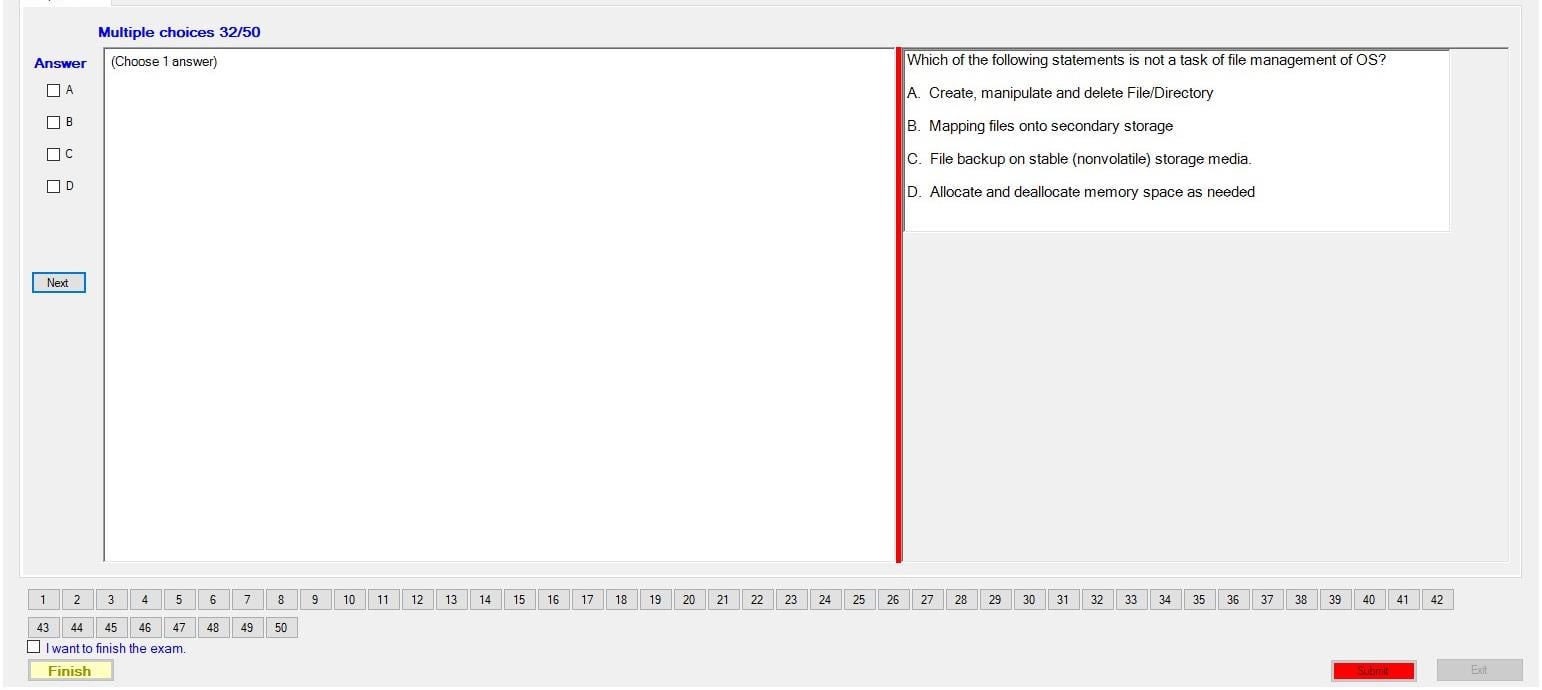 Multiple choices 32/50
Answer
(Choose 1 answer)
A
B
C
D
Next
Which of the following statements is not a task of file management of OS?
A. Create, manipulate and delete File/Directory
B. Mapping files onto secondary storage
C. File backup on stable (nonvolatile) storage media.
D. Allocate and deallocate memory space as needed
1 2 3 4 5 6 7 8 9 10 11 12 13 14 15 16 17 18 19 20 21 22 23 24 25 26 27 28 29 30 31 32 33 34 35 36 37 38 39 40 41 42
43 44 45 46 47 48 49 50
I want to finish the exam.
Finish
Submit
Exit